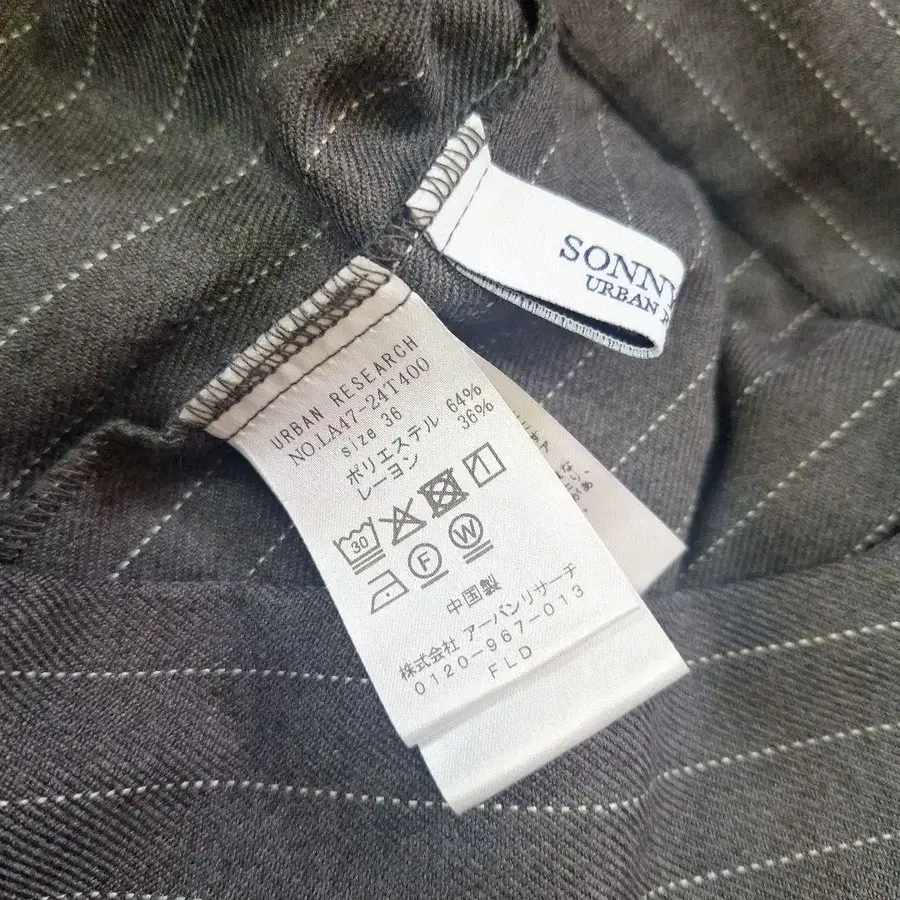 SONNY
URBAN
URBAN RESEARCH
NO.LA47-24T400
size 36
ポリエステル 64%
レーヨン 36%
30
F W
中国製
株式会社 アーバンリサーチ
0120-967-013
FLD